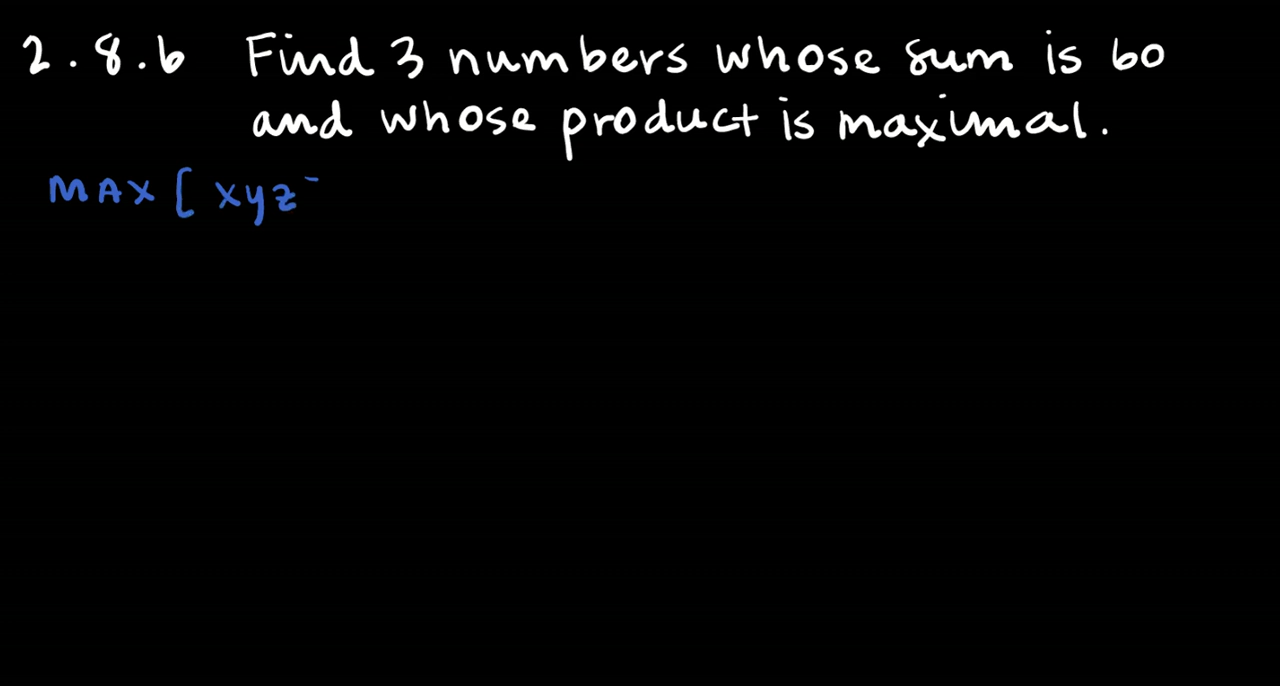 2.8.6 Find 3 numbers whose sum is 60
and whose product is maximal.
MAX [ xyz